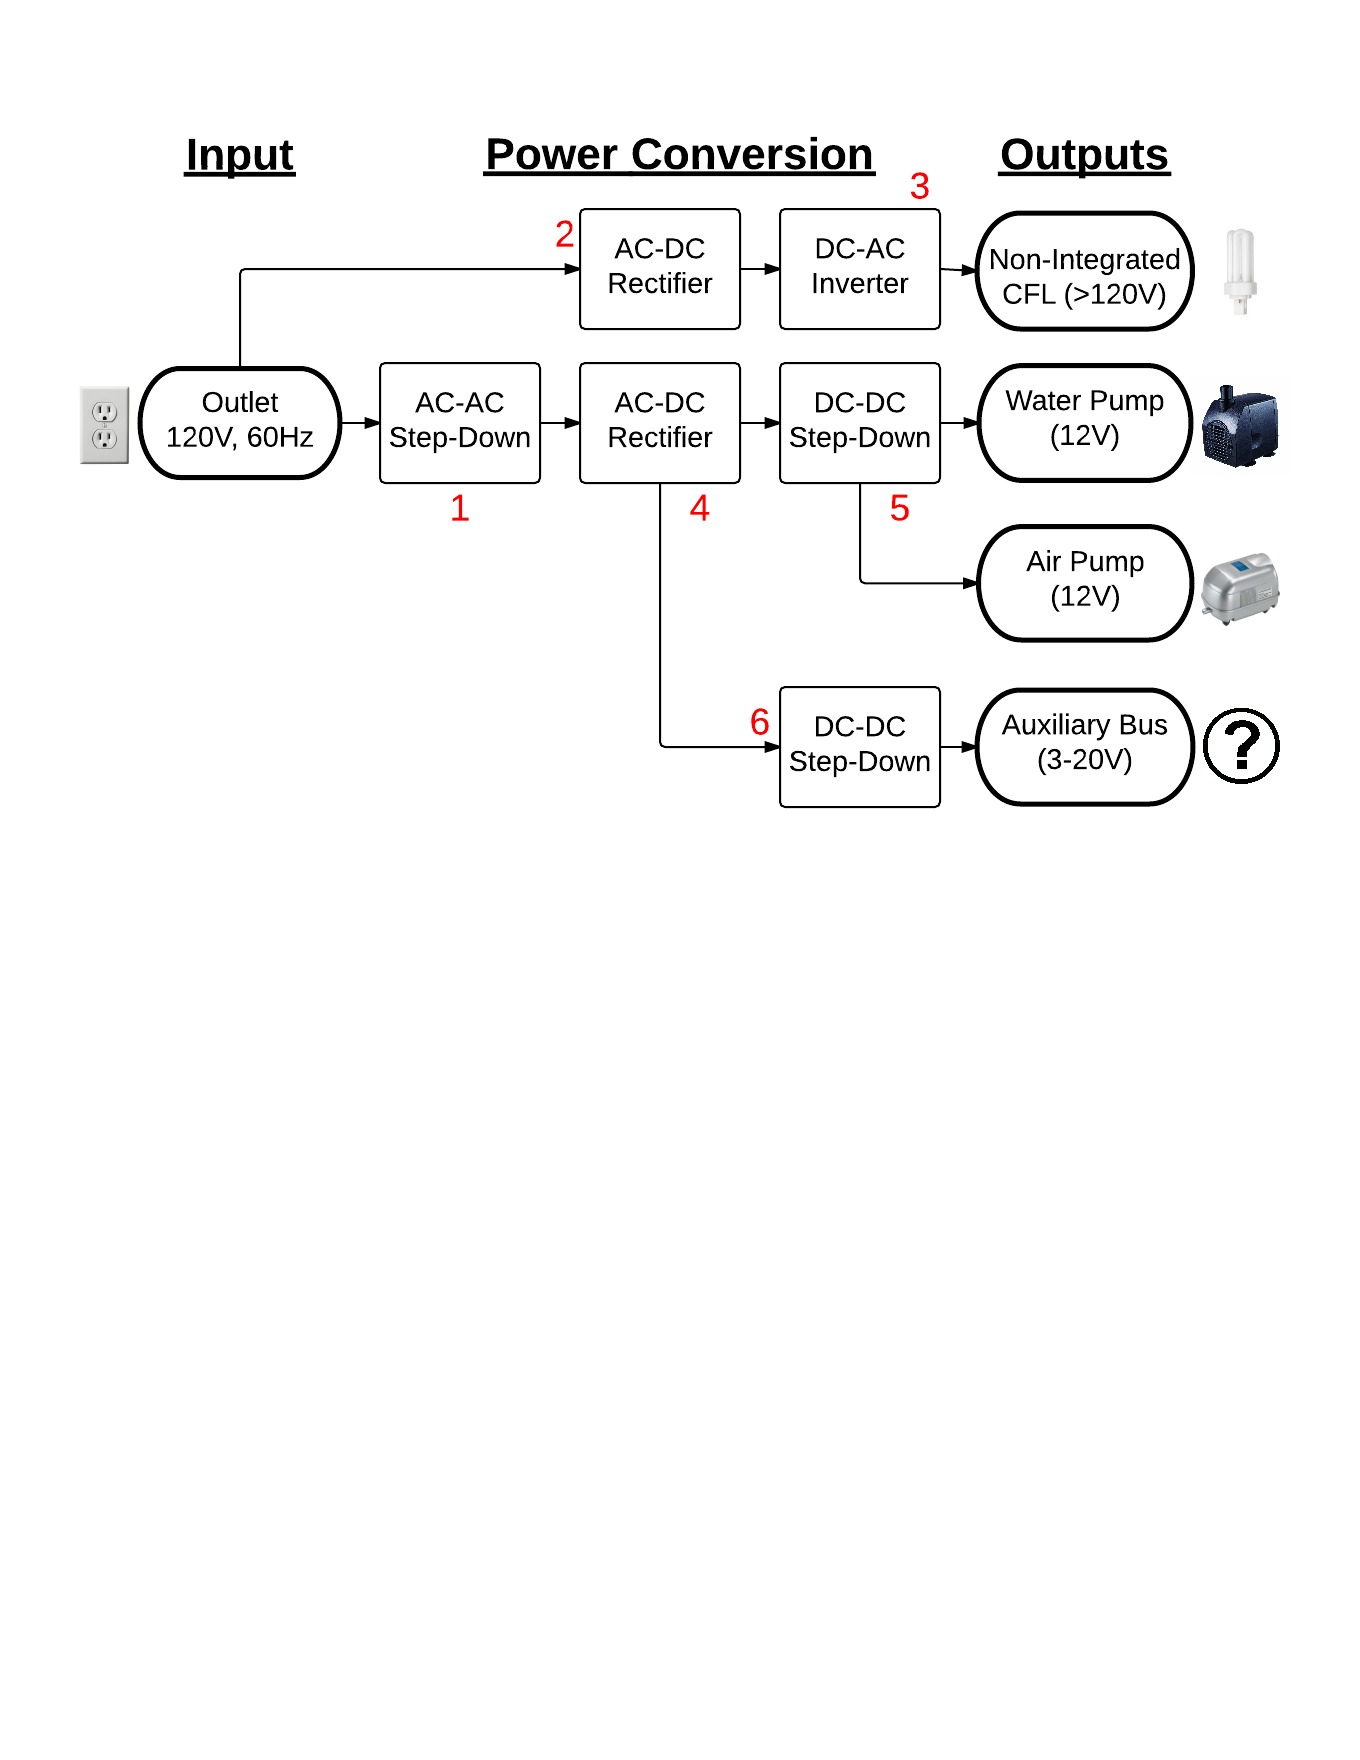 Input
Power Conversion
Outputs
3
2
AC-DC
Rectifier
DC-AC
Inverter
Non-Integrated
CFL (>120V)
Outlet
120V, 60Hz
AC-AC
Step-Down
AC-DC
Rectifier
DC-DC
Step-Down
Water Pump
(12V)
1
4
5
Air Pump
(12V)
6
DC-DC
Step-Down
Auxiliary Bus
(3-20V)
?